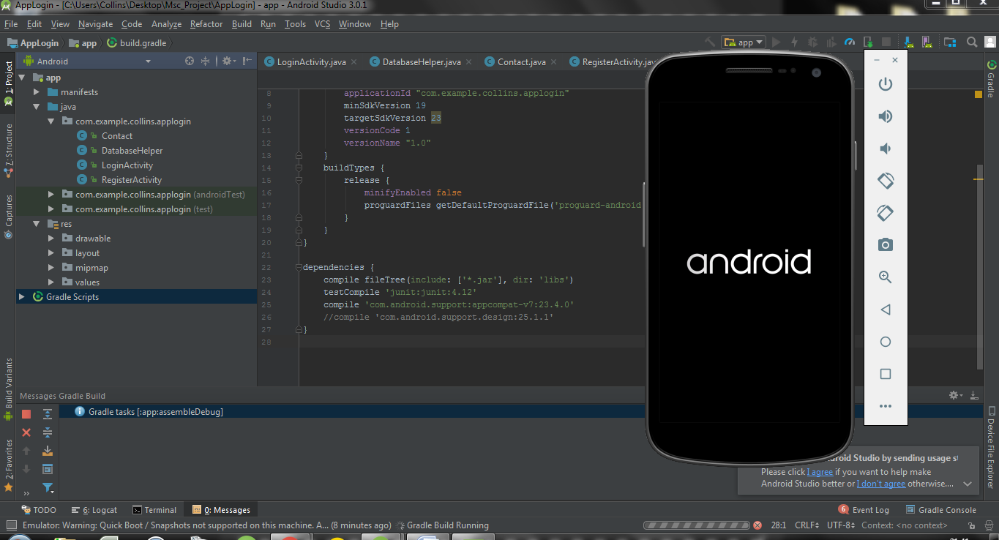 AppLogin - [C:\Users\Collins\Desktop\Msc_Project\AppLogin] - app - Android Studio 3.0.1
File Edit View Navigate Code Analyze Refactor Build Run Tools VCS Window Help
AppLogin app build.gradle
app
Android
LoginActivity.java DatabaseHelper.java Contact.java RegisterActivity.jav
1: Project
7: Structure
Captures
Build Variants
2: Favorites
app
manifests
java
com.example.collins.applogin
Contact
DatabaseHelper
LoginActivity
RegisterActivity
com.example.collins.applogin (androidTest)
com.example.collins.applogin (test)
res
drawable
layout
mipmap
values
Gradle Scripts
8 applicationId "com.example.collins.applogin"
9 minSdkVersion 19
10 targetSdkVersion 23
11 versionCode 1
12 versionName "1.0"
13 }
14 buildTypes {
15 release {
16 minifyEnabled false
17 proguardFiles getDefaultProguardFile('proguard-android
18 }
19 }
20 }
21
22 dependencies {
23 compile fileTree(include: ['*.jar'], dir: 'libs')
24 testCompile 'junit:junit:4.12'
25 compile 'com.android.support:appcompat-v7:23.4.0'
26 //compile 'com.android.support.design:25.1.1'
27 }
28
android
Gradle
Device File Explorer
Messages Gradle Build
Gradle tasks [:app:assembleDebug]
droid Studio by sending usage st
Please click I agree if you want to help make
Android Studio better or I don't agree otherwise....
TODO 6: Logcat Terminal 0: Messages 6 Event Log Gradle Console
Emulator: Warning: Quick Boot / Snapshots not supported on this machine. A... (8 minutes ago) Gradle Build Running 28:1 CRLF UTF-8 Context: <no context>